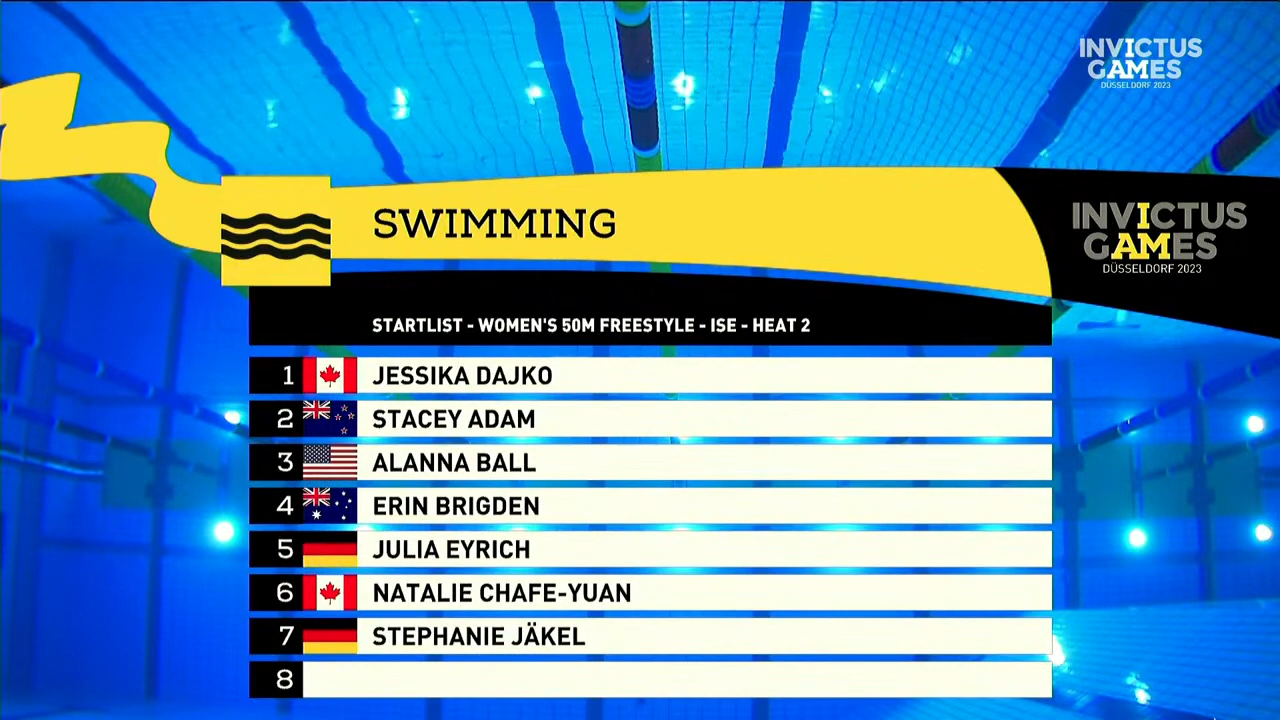 INVICTUS
GAMES
DÜSSELDORF 2023
SWIMMING
INVICTUS
GAMES
DÜSSELDORF 2023
STARTLIST - WOMEN'S 50M FREESTYLE - ISE - HEAT 2
1 JESSIKA DAJKO
2 STACEY ADAM
3 ALANNA BALL
4 ERIN BRIGDEN
5 JULIA EYRICH
6 NATALIE CHAFE-YUAN
7 STEPHANIE JÄKEL
8